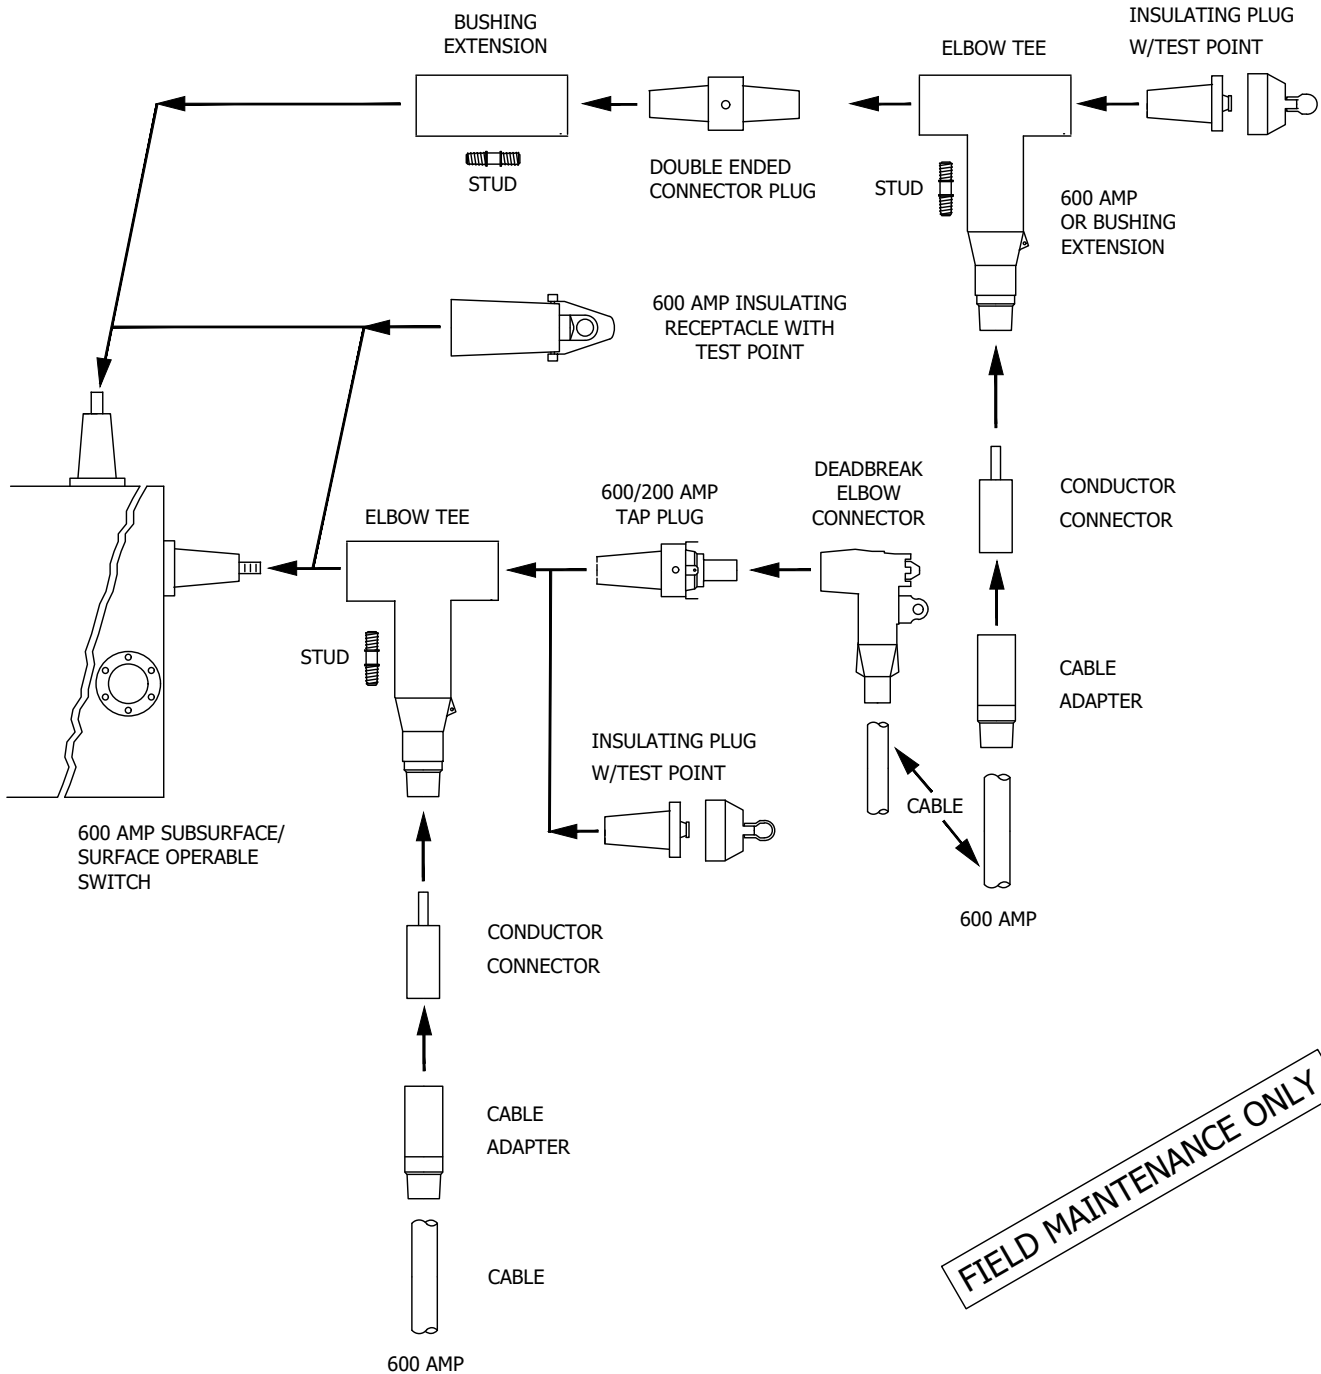 BUSHING
EXTENSION
ELBOW TEE
INSULATING PLUG
W/TEST POINT
STUD
DOUBLE ENDED
CONNECTOR PLUG
STUD
600 AMP
OR BUSHING
EXTENSION
600 AMP INSULATING
RECEPTACLE WITH
TEST POINT
ELBOW TEE
600/200 AMP
TAP PLUG
DEADBREAK
ELBOW
CONNECTOR
CONDUCTOR
CONNECTOR
STUD
CABLE
ADAPTER
INSULATING PLUG
W/TEST POINT
CABLE
600 AMP SUBSURFACE/
SURFACE OPERABLE
SWITCH
600 AMP
CONDUCTOR
CONNECTOR
CABLE
ADAPTER
FIELD MAINTENANCE ONLY
CABLE
600 AMP